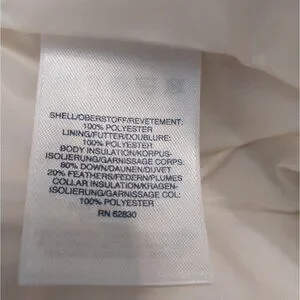 SHELL/OBERSTOFF/REVETEMENT:
100% POLYESTER
LINING/FUTTER/DOUBLURE:
100% POLYESTER
BODY INSULATION/KORPUS-
ISOLIERUNG/GARNISSAGE CORPS:
80% DOWN/DAUNEN/DUVET
20% FEATHERS/FEDERN/PLUMES
COLLAR INSULATION/KRAGEN-
ISOLIERUNG/GARNISSAGE COL:
100% POLYESTER
RN 62830